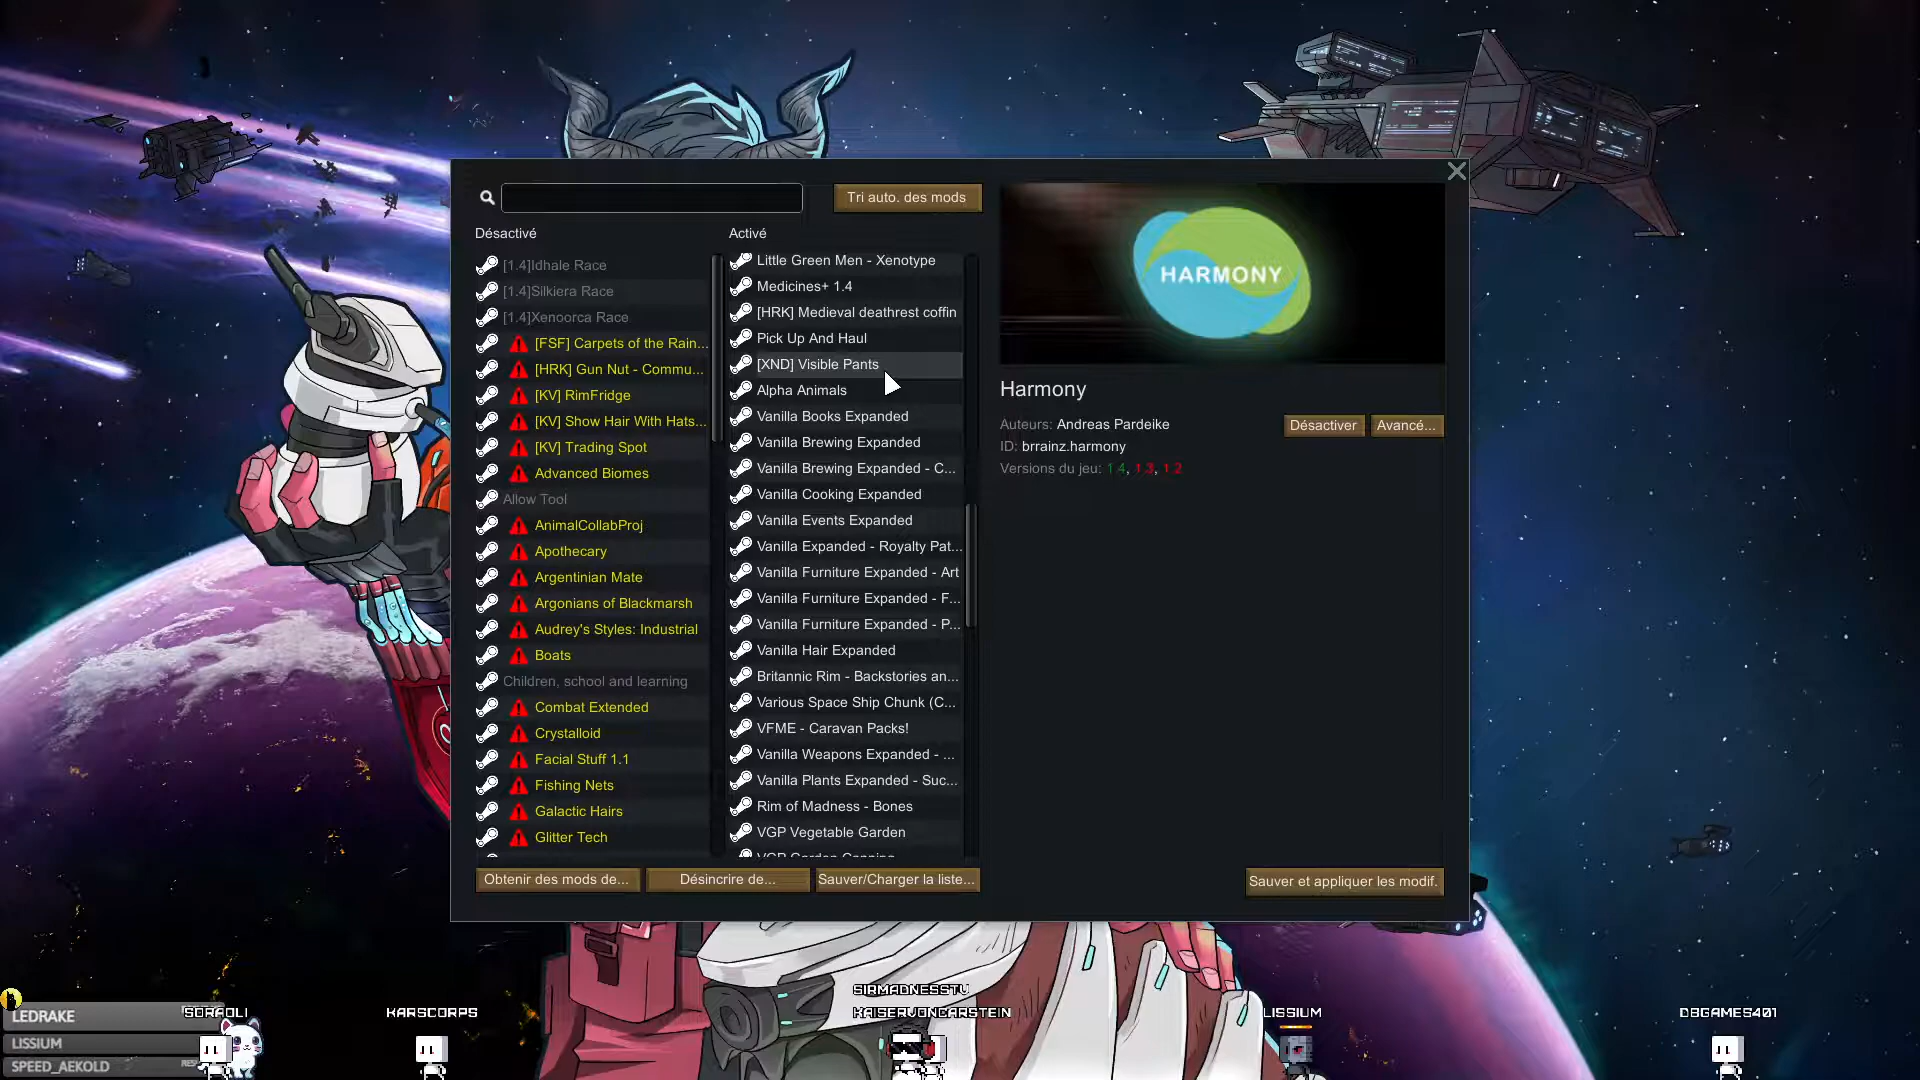 Tri auto. des mods
Désactivé
[1.4]Idhale Race
[1.4]Silkiera Race
[1.4]Xenoorca Race
[FSF] Carpets of the Rain...
[HRK] Gun Nut - Commu...
[KV] RimFridge
[KV] Show Hair With Hats...
[KV] Trading Spot
Advanced Biomes
Allow Tool
AnimalCollabProj
Apothecary
Argentinian Mate
Argonians of Blackmarsh
Audrey's Styles: Industrial
Boats
Children, school and learning
Combat Extended
Crystalloid
Facial Stuff 1.1
Fishing Nets
Galactic Hairs
Glitter Tech
Activé
Little Green Men - Xenotype
Medicines+ 1.4
[HRK] Medieval deathrest coffin
Pick Up And Haul
[XND] Visible Pants
Alpha Animals
Vanilla Books Expanded
Vanilla Brewing Expanded
Vanilla Brewing Expanded - C...
Vanilla Cooking Expanded
Vanilla Events Expanded
Vanilla Expanded - Royalty Pat...
Vanilla Furniture Expanded - Art
Vanilla Furniture Expanded - F...
Vanilla Furniture Expanded - P...
Vanilla Hair Expanded
Britannic Rim - Backstories an...
Various Space Ship Chunk (C...
VFME - Caravan Packs!
Vanilla Weapons Expanded - ...
Vanilla Plants Expanded - Suc...
Rim of Madness - Bones
VGP Vegetable Garden
HARMONY
Harmony
Auteurs: Andreas Pardeike
ID: brrainz.harmony
Versions du jeu: 1.4, 1.3, 1.2
Désactiver
Avancé...
Obtenir des mods de...
Désincrire de...
Sauver/Charger la liste...
Sauver et appliquer les modif.
LEDRAKE
LISSIUM
SPEED_AEKOLD
SORAOLI
KARSCORPS
SIRMADNESSTV
KAISERVONCARSTEIN
LISSIUM
DBGAMES401